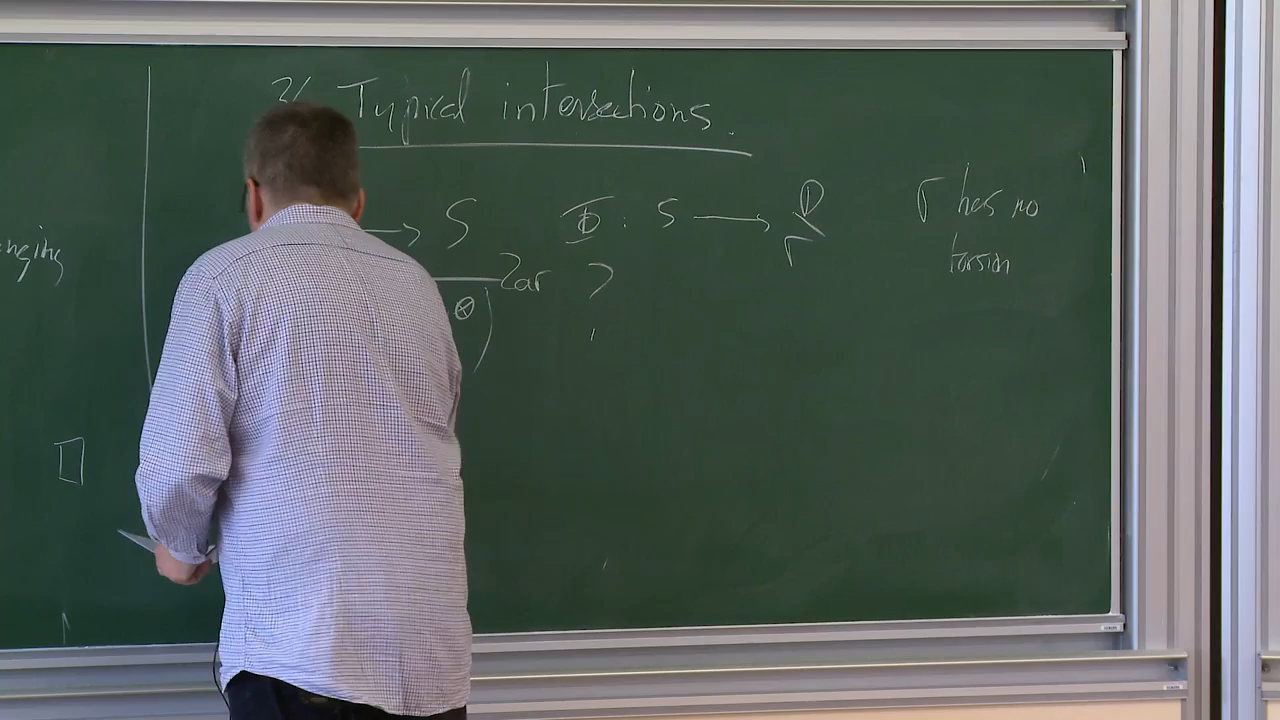 2/ Typical intersections.
→ S Φ : S → Γ\D Γ has no
torsion
Zar ?
⊗ )
nging